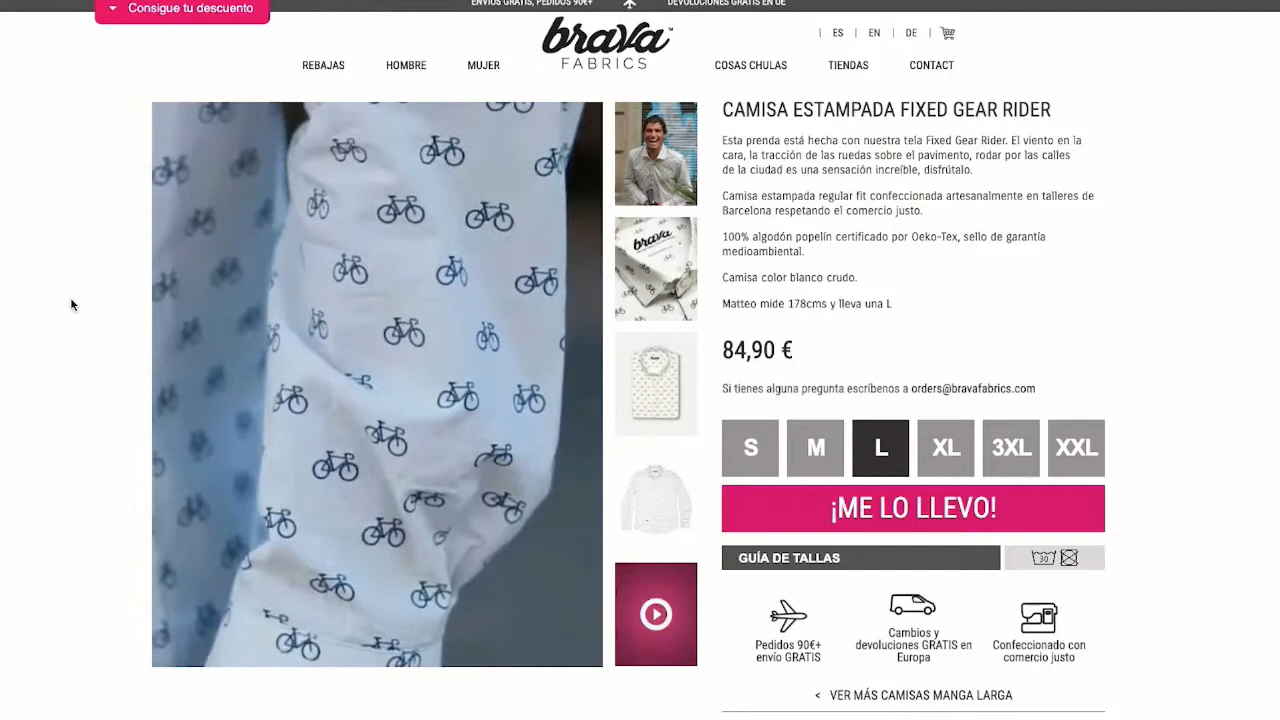 Consigue tu descuento
ENVÍOS GRATIS, PEDIDOS 90€+
DEVOLUCIONES GRATIS EN UE
brava™
FABRICS
ES
EN
DE
REBAJAS
HOMBRE
MUJER
COSAS CHULAS
TIENDAS
CONTACT
brava
CAMISA ESTAMPADA FIXED GEAR RIDER
Esta prenda está hecha con nuestra tela Fixed Gear Rider. El viento en la
cara, la tracción de las ruedas sobre el pavimento, rodar por las calles
de la ciudad es una sensación increíble, disfrútalo.
Camisa estampada regular fit confeccionada artesanalmente en talleres de
Barcelona respetando el comercio justo.
100% algodón popelín certificado por Oeko-Tex, sello de garantía
medioambiental.
Camisa color blanco crudo.
Matteo mide 178cms y lleva una L
84,90 €
Si tienes alguna pregunta escríbenos a orders@bravafabrics.com
S
M
L
XL
3XL
XXL
¡ME LO LLEVO!
GUÍA DE TALLAS
30
Pedidos 90€+
envío GRATIS
Cambios y
devoluciones GRATIS en
Europa
Confeccionado con
comercio justo
< VER MÁS CAMISAS MANGA LARGA